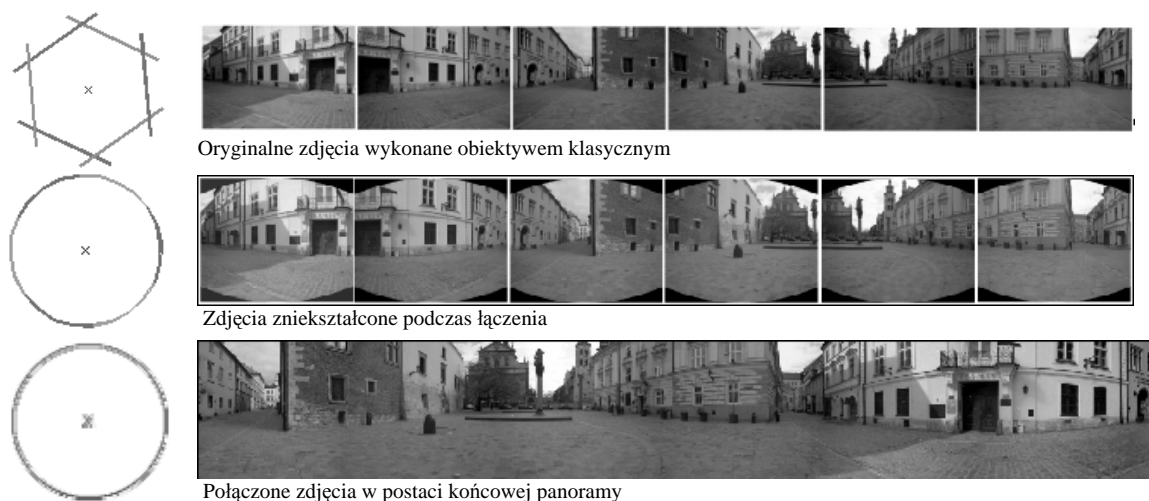 Oryginalne zdjęcia wykonane obiektywem klasycznym
Zdjęcia zniekształcone podczas łączenia
Połączone zdjęcia w postaci końcowej panoramy